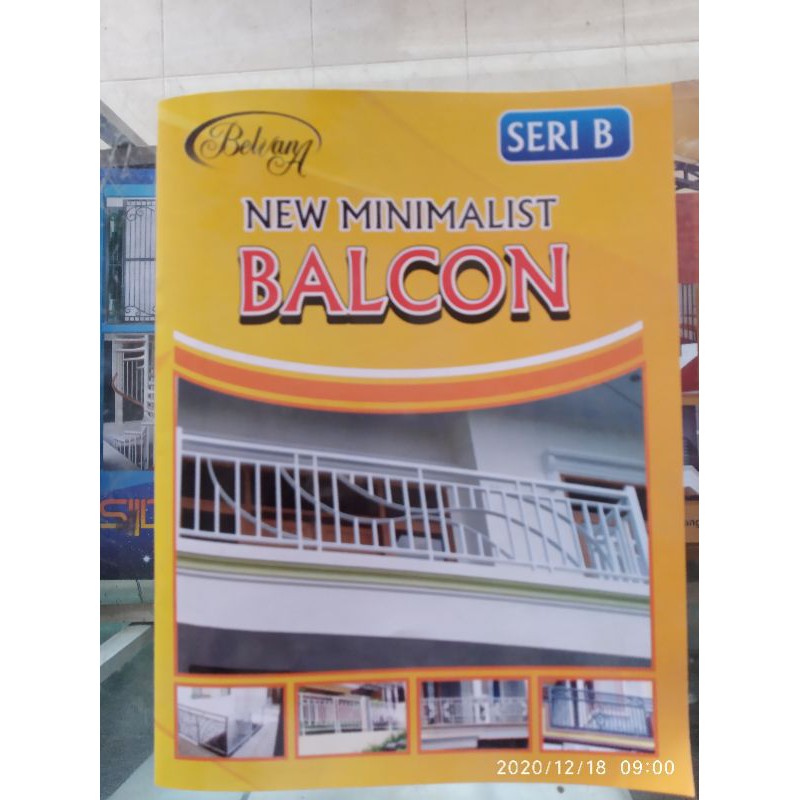 BelvanA
SERI B
NEW MINIMALIST
BALCON
2020/12/18 09:00